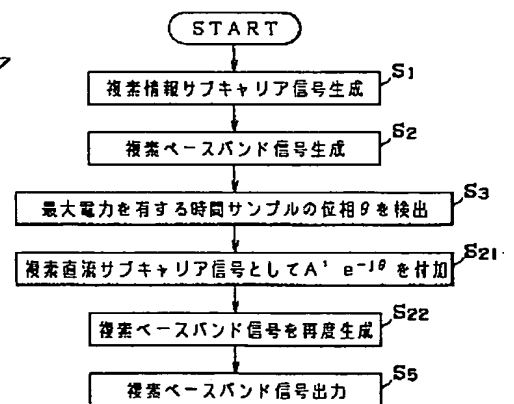 START
複素情報サブキャリア信号生成 S1
複素ベースバンド信号生成 S2
最大電力を有する時間サンプルの位相θを検出 S3
複素直流サブキャリア信号としてA' e^-jθ を付加 S21
複素ベースバンド信号を再度生成 S22
複素ベースバンド信号出力 S5